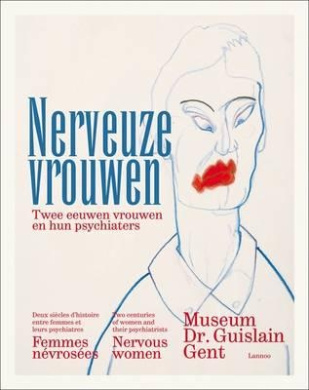 Nerveuze
vrouwen
Twee eeuwen vrouwen
en hun psychiaters
Deux siècles d'histoire
entre femmes et
leurs psychiatres
Femmes
névrosées
Two centuries
of women and
their psychiatrists
Nervous
women
Museum
Dr. Guislain
Gent
Lannoo